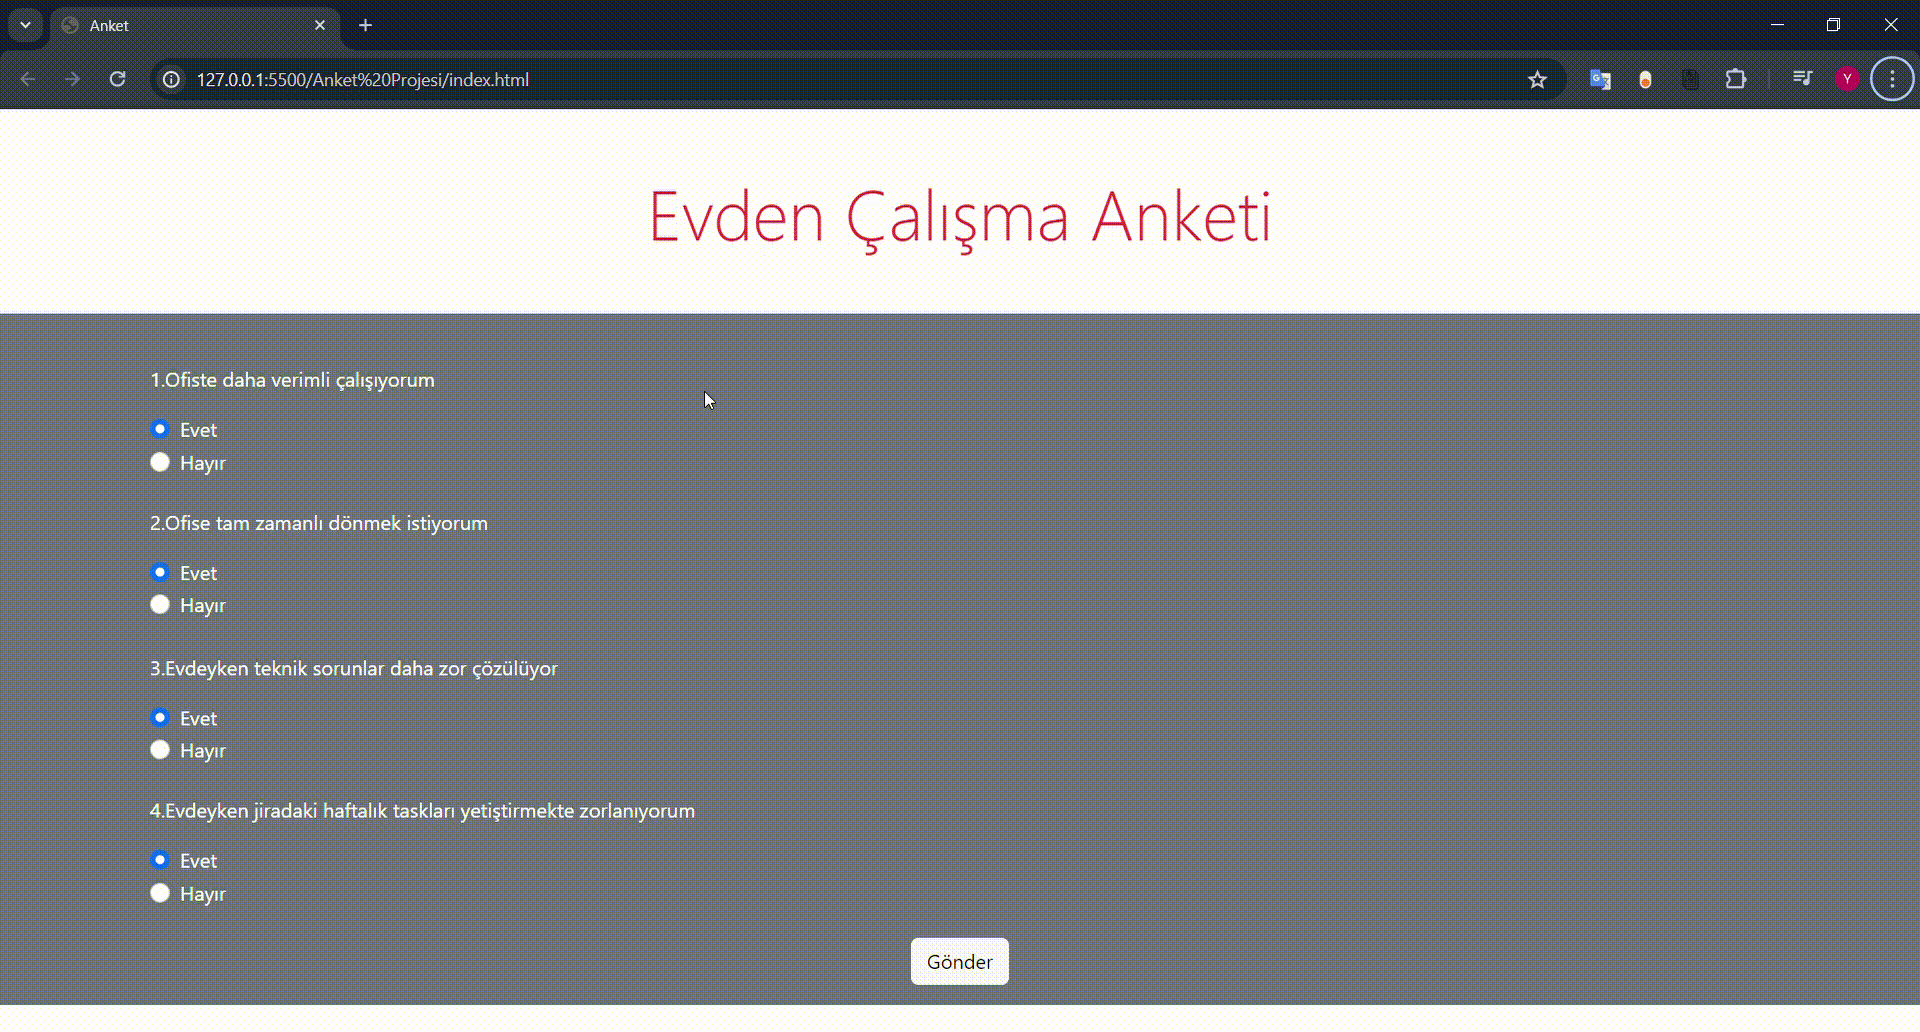 Anket
127.0.0.1:5500/Anket%20Projesi/index.html
Y
Evden Çalışma Anketi
1.Ofiste daha verimli çalışıyorum
Evet
Hayır
2.Ofise tam zamanlı dönmek istiyorum
Evet
Hayır
3.Evdeyken teknik sorunlar daha zor çözülüyor
Evet
Hayır
4.Evdeyken jiradaki haftalık taskları yetiştirmekte zorlanıyorum
Evet
Hayır
Gönder